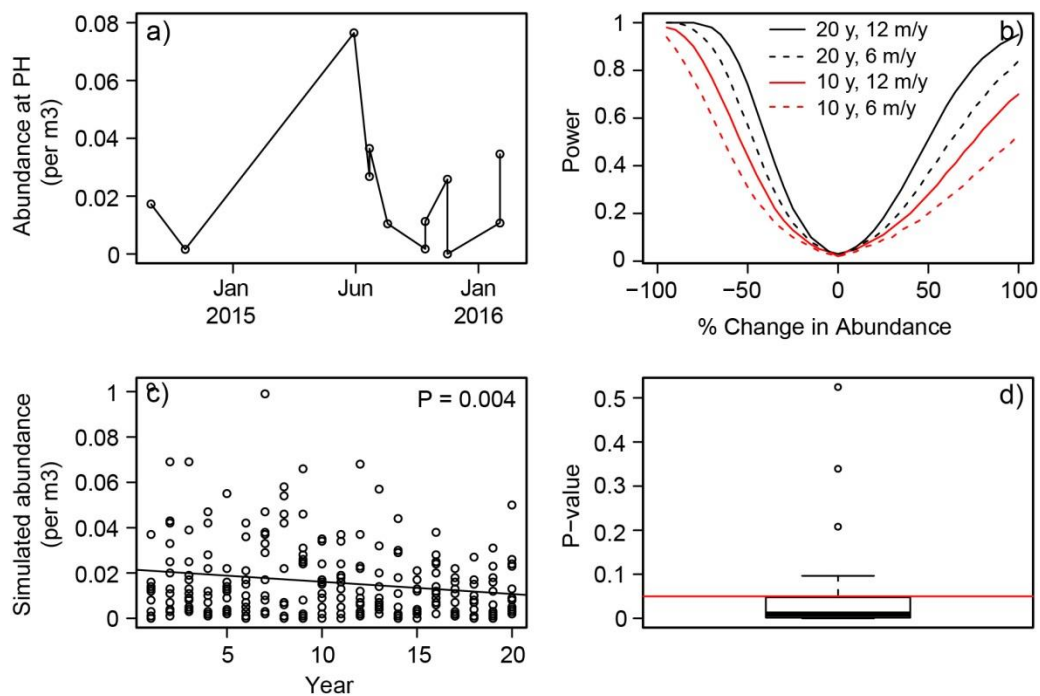 a)
Abundance at PH
(per m3)
0.08
0.06
0.04
0.02
0
Jan
2015
Jun
Jan
2016
b)
20 y, 12 m/y
20 y, 6 m/y
10 y, 12 m/y
10 y, 6 m/y
Power
1
0.8
0.6
0.4
0.2
0
−100
−50
0
50
100
% Change in Abundance
c)
P = 0.004
Simulated abundance
(per m3)
1
0.08
0.06
0.04
0.02
0
5
10
15
20
Year
d)
P−value
0.5
0.4
0.3
0.2
0.1
0